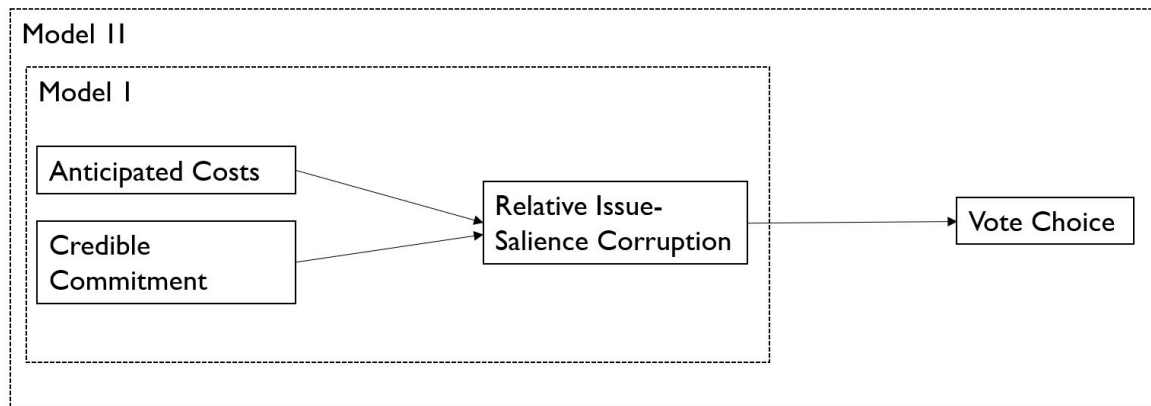 Model II
Model I
Anticipated Costs
Credible
Commitment
Relative Issue-
Salience Corruption
Vote Choice